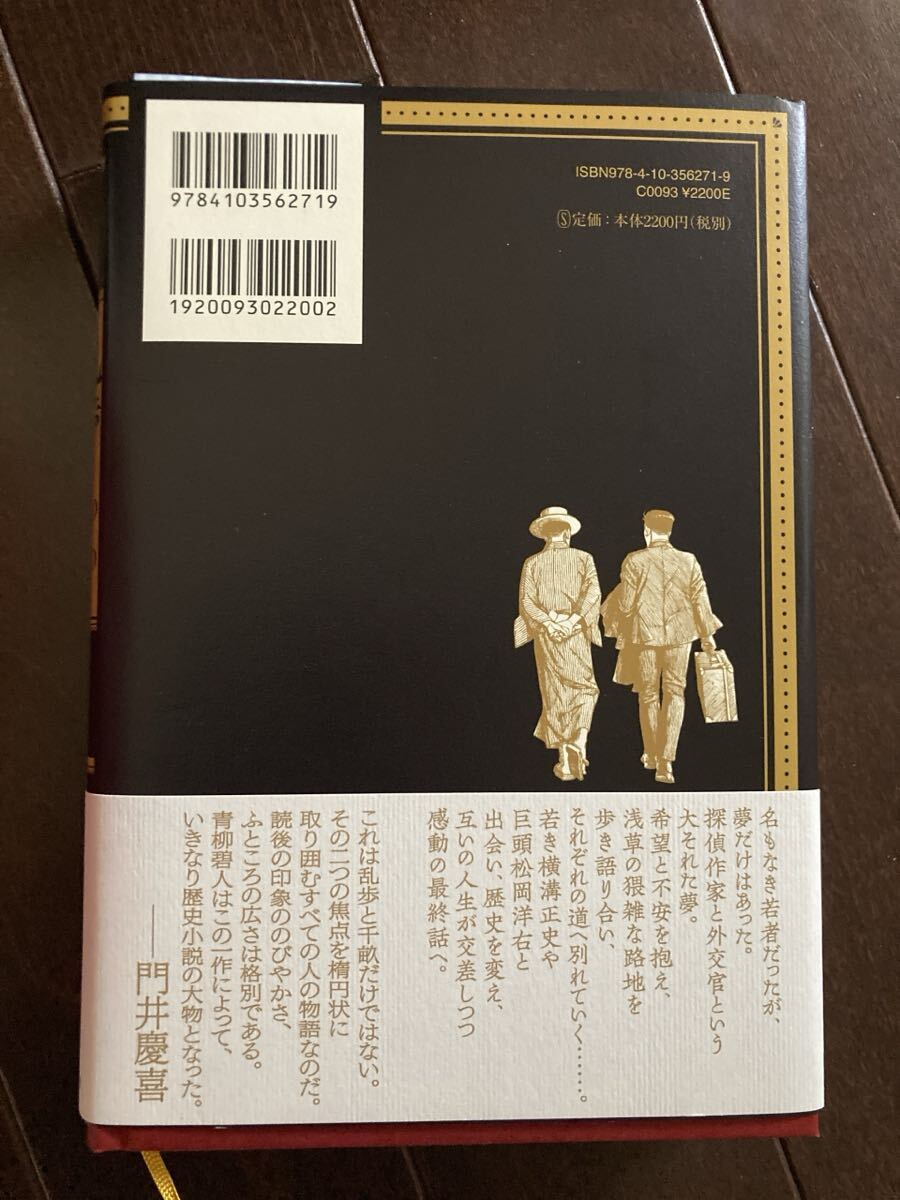 9784103562719
1920093022002
ISBN978-4-10-356271-9
C0093 ¥2200E
Ⓢ定価：本体2200円（税別）
名もなき若者だったが、
夢だけはあった。
探偵作家と外交官という
大それた夢。
希望と不安を抱え、
浅草の猥雑な路地を
歩き語り合い、
それぞれの道へ別れていく……。
若き横溝正史や
巨頭松岡洋右と
出会い、歴史を変え、
互いの人生が交差しつつ
感動の最終話へ。
これは乱歩と千畝だけではない。
その二つの焦点を楕円状に
取り囲むすべての人の物語なのだ。
読後の印象ののびやかさ、
ふところの広さは格別である。
青柳碧人はこの一作によって、
いきなり歴史小説の大物となった。
——門井慶喜